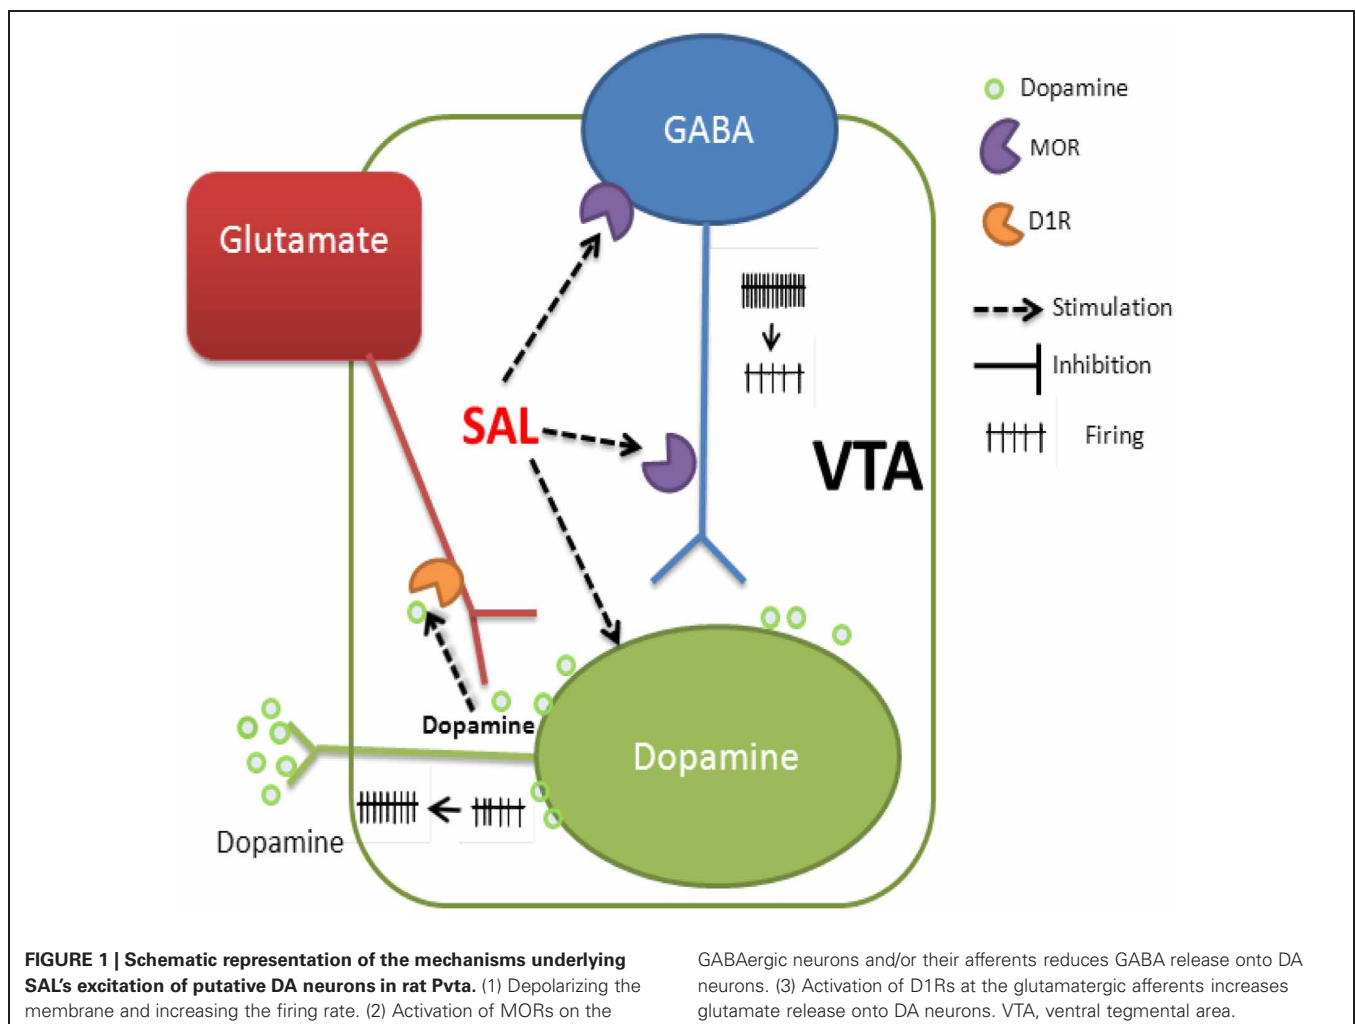 GABA
Glutamate
SAL
VTA
Dopamine
Dopamine
Dopamine
Dopamine
MOR
D1R
Stimulation
Inhibition
Firing
FIGURE 1 | Schematic representation of the mechanisms underlying
SAL's excitation of putative DA neurons in rat Pvta. (1) Depolarizing the
membrane and increasing the firing rate. (2) Activation of MORs on the
GABAergic neurons and/or their afferents reduces GABA release onto DA
neurons. (3) Activation of D1Rs at the glutamatergic afferents increases
glutamate release onto DA neurons. VTA, ventral tegmental area.